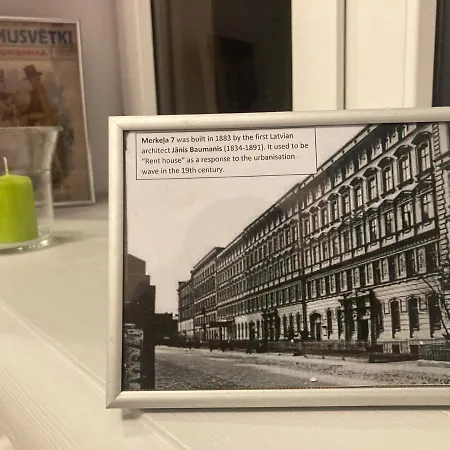 MUSVĒTKI
Merkeļa 7 was built in 1883 by the first Latvian
architect Jānis Baumanis (1834-1891). It used to be
"Rent house" as a response to the urbanisation
wave in the 19th century.